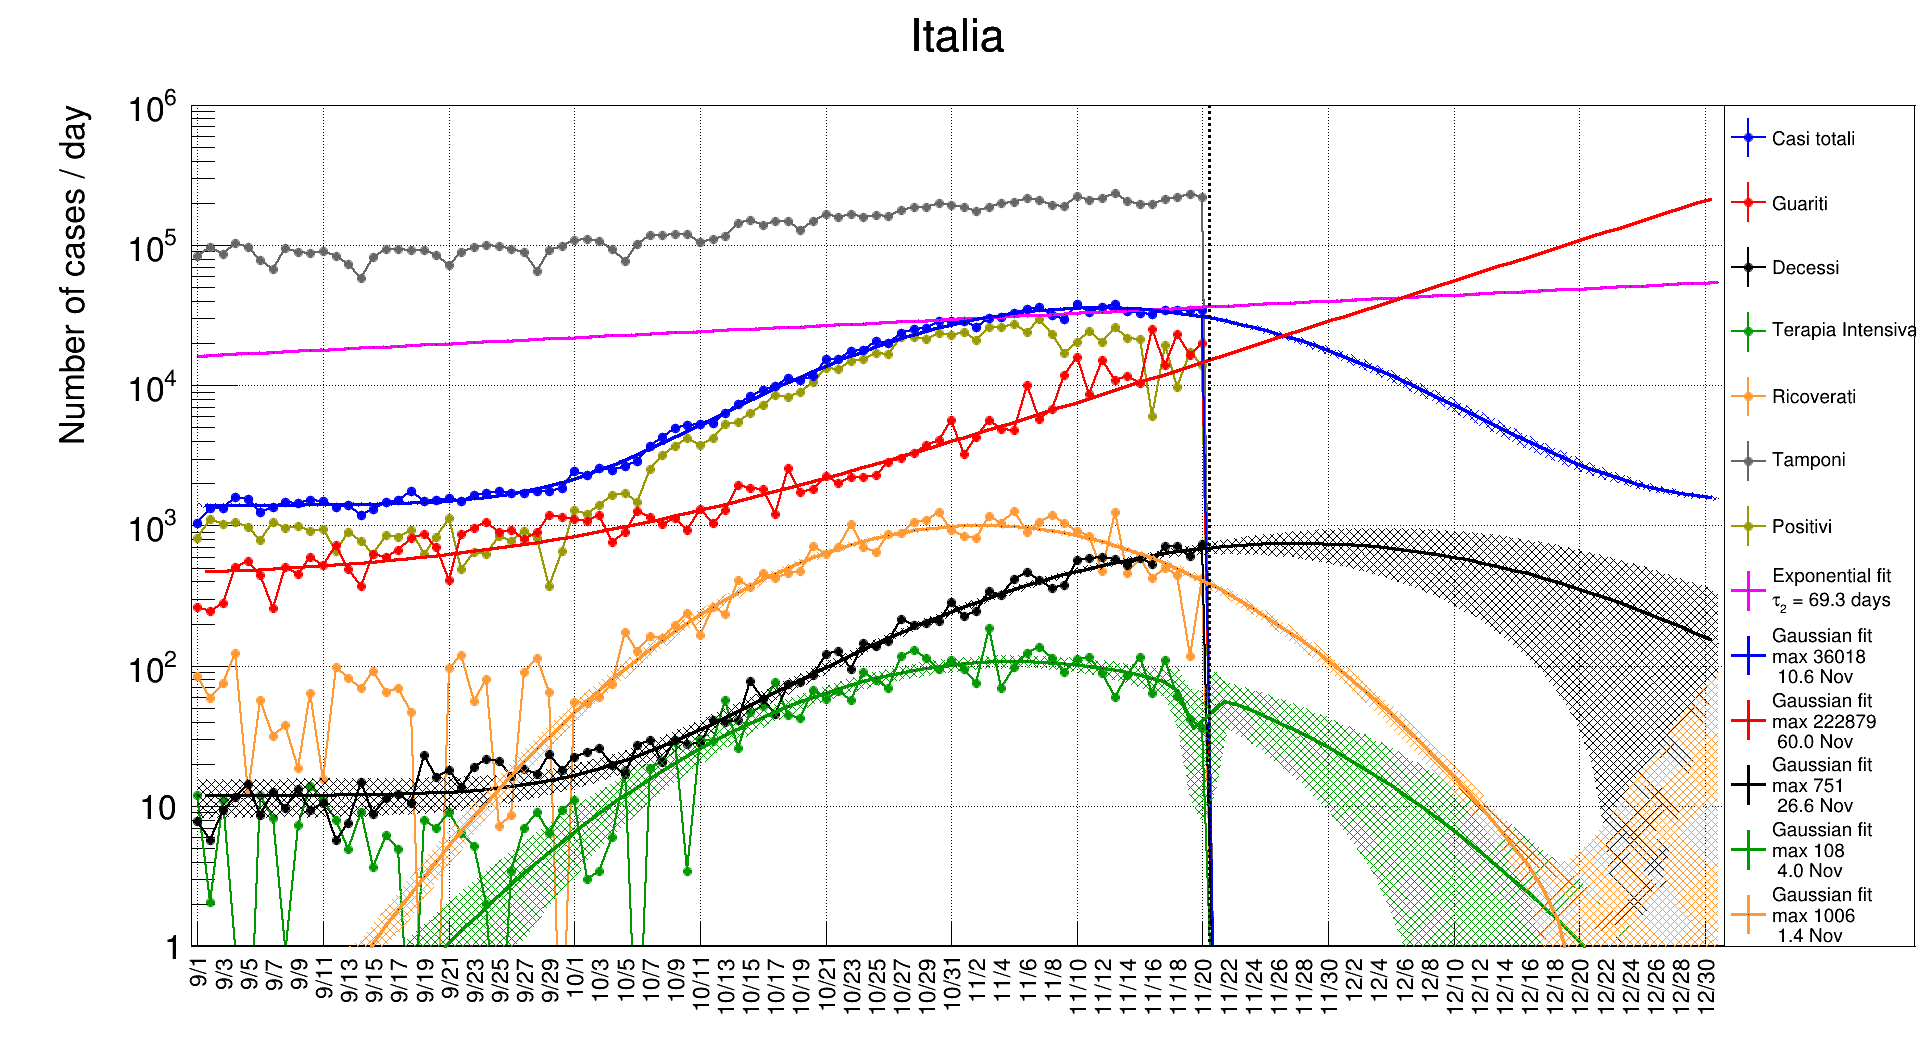 Italia
Number of cases / day
10^6
10^5
10^4
10^3
10^2
10
1
9/1 9/3 9/5 9/7 9/9 9/11 9/13 9/15 9/17 9/19 9/21 9/23 9/25 9/27 9/29 10/1 10/3 10/5 10/7 10/9 10/11 10/13 10/15 10/17 10/19 10/21 10/23 10/25 10/27 10/29 10/31 11/2 11/4 11/6 11/8 11/10 11/12 11/14 11/16 11/18 11/20 11/22 11/24 11/26 11/28 11/30 12/2 12/4 12/6 12/8 12/10 12/12 12/14 12/16 12/18 12/20 12/22 12/24 12/26 12/28 12/30
Casi totali
Guariti
Decessi
Terapia Intensiva
Ricoverati
Tamponi
Positivi
Exponential fit
τ₂ = 69.3 days
Gaussian fit
max 36018
10.6 Nov
Gaussian fit
max 222879
60.0 Nov
Gaussian fit
max 751
26.6 Nov
Gaussian fit
max 108
4.0 Nov
Gaussian fit
max 1006
1.4 Nov